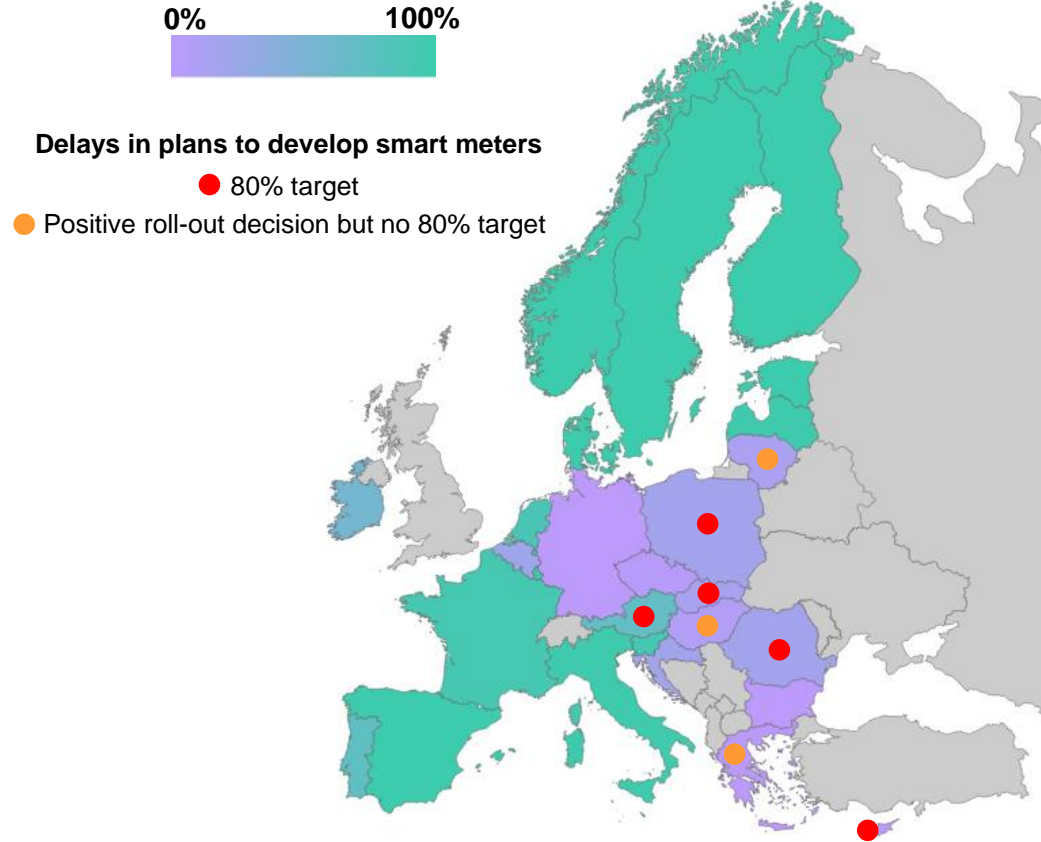 0% 100%
Delays in plans to develop smart meters
80% target
Positive roll-out decision but no 80% target